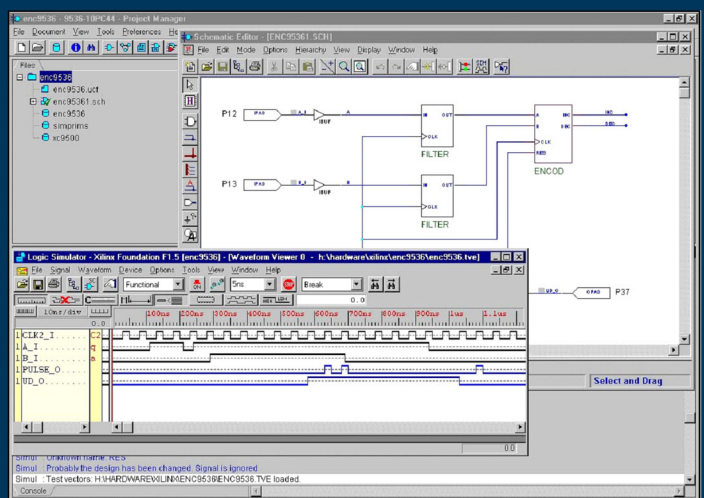 enc9536 - 9536-10PC44 - Project Manager
File Document View Tools Preferences He
Files
enc9536
enc9536.ucf
enc95361.sch
enc9536
simprims
xc9500
Schematic Editor - [ENC95361.SCH]
File Edit Mode Options Hierarchy View Display Window Help
P12 IPAD A_I IBUF A IN OUT CLK FILTER
P13 IPAD B_I IBUF B IN OUT CLK FILTER
A B CLK INC DEC ENCOD
UD_O OPAD P37
Select and Drag
Logic Simulator - Xilinx Foundation F1.5 [enc9536] - [Waveform Viewer 0 - h:\hardware\xilinx\enc9536\enc9536.tve]
File Signal Waveform Device Options Tools View Window Help
Functional ON 5ns Break
0.0
10ns/div 100ns 200ns 300ns 400ns 500ns 600ns 700ns 800ns 900ns 1us 1.1us
0.0
CLK2_I C2
A_I q
B_I a
PULSE_O
UD_O
0.0
Simul : Unknown name: RES
Simul : Probably the design has been changed. Signal is ignored
Simul : Test vectors: H:\HARDWARE\XILINX\ENC9536\ENC9536.TVE loaded.
Console